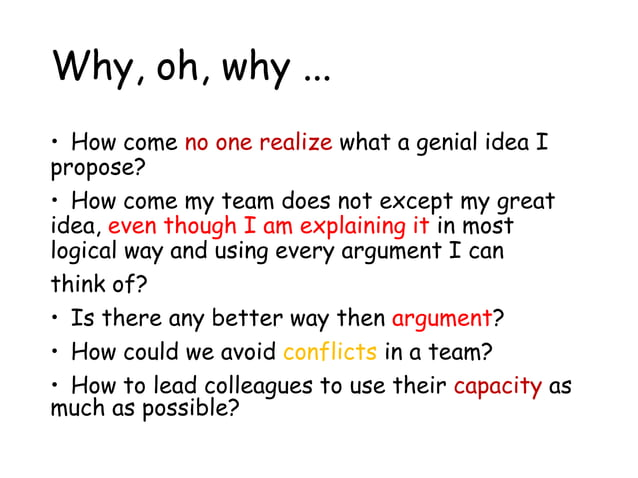 Why, oh, why ...
• How come no one realize what a genial idea I
propose?
• How come my team does not except my great
idea, even though I am explaining it in most
logical way and using every argument I can
think of?
• Is there any better way then argument?
• How could we avoid conflicts in a team?
• How to lead colleagues to use their capacity as
much as possible?